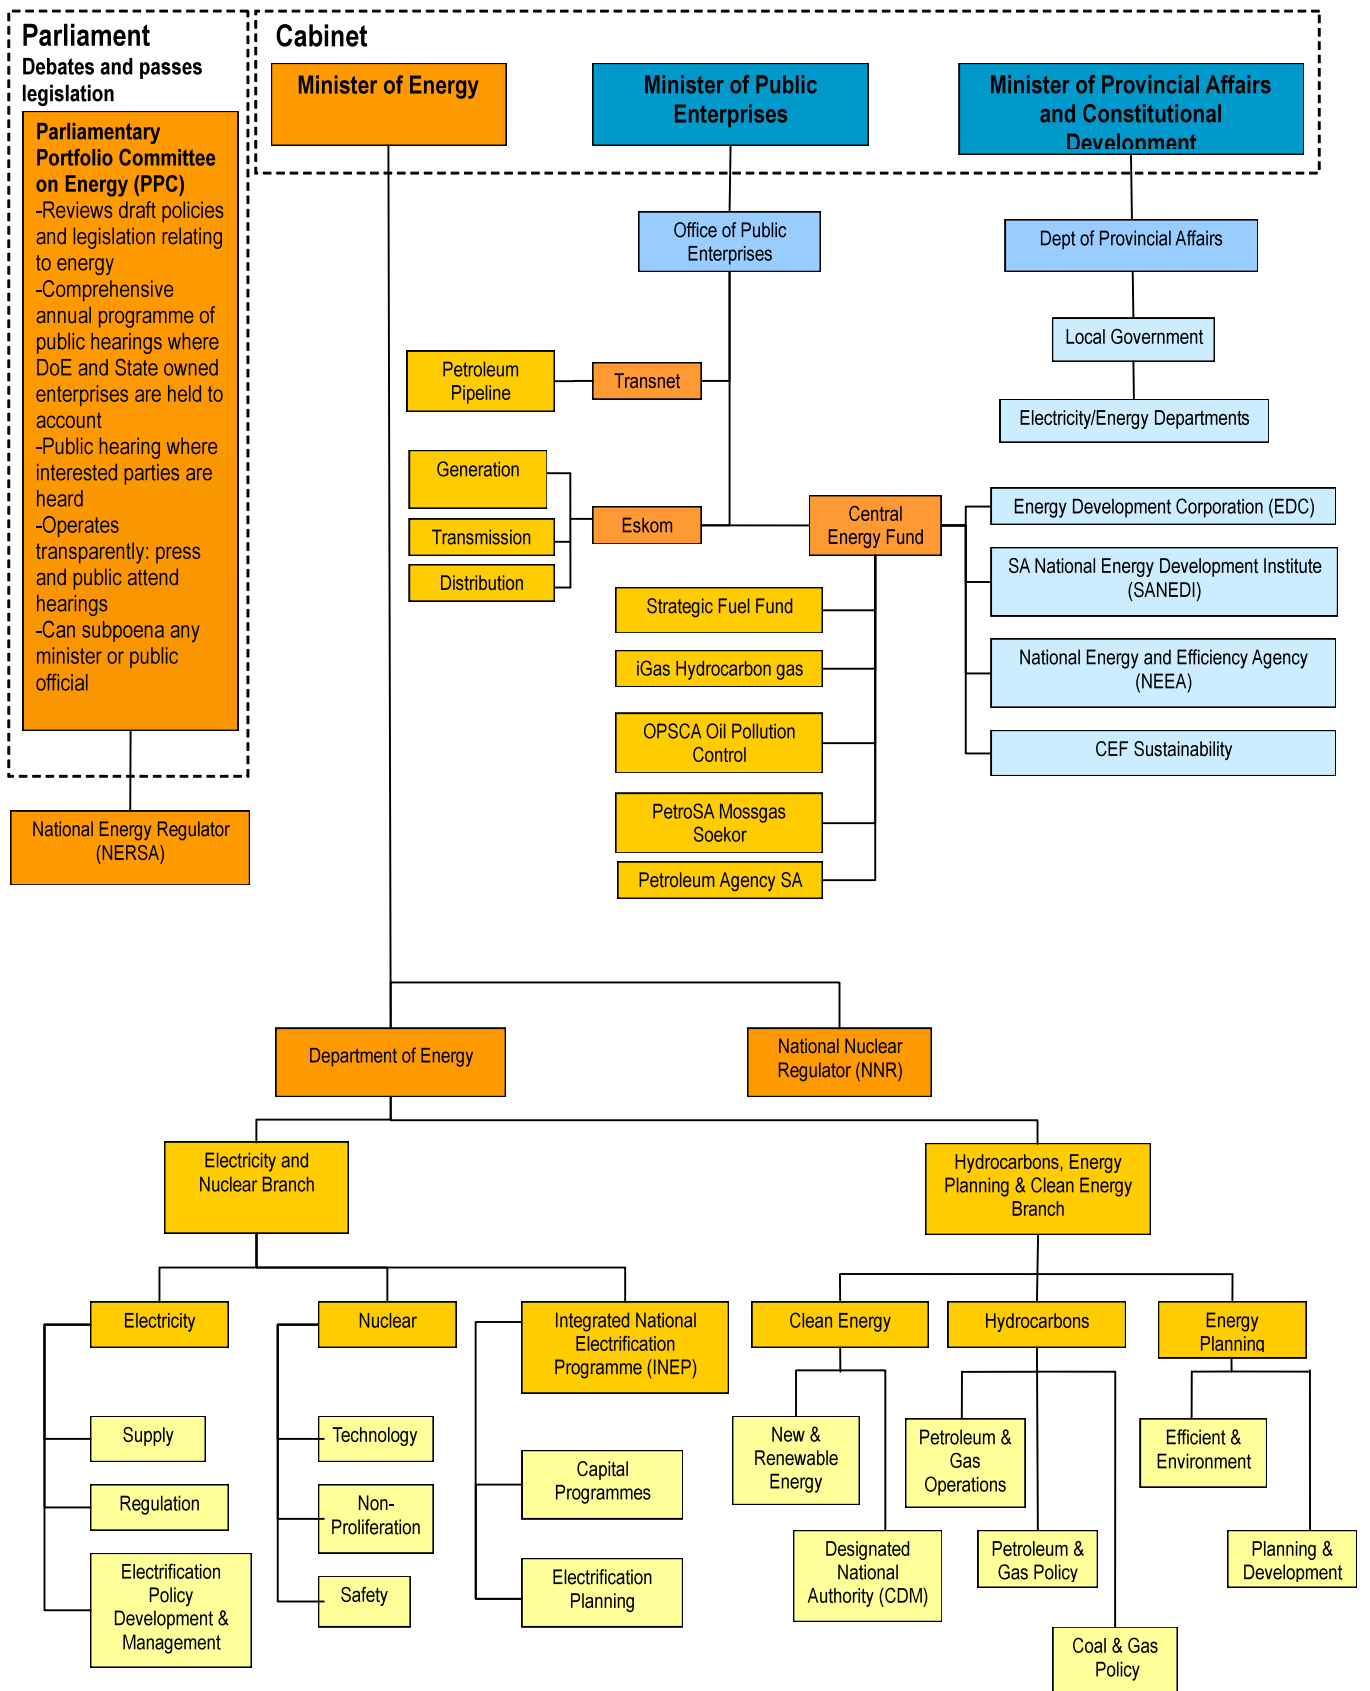 Parliament
Debates and passes
legislation
Parliamentary
Portfolio Committee
on Energy (PPC)
-Reviews draft policies
and legislation relating
to energy
-Comprehensive
annual programme of
public hearings where
DoE and State owned
enterprises are held to
account
-Public hearing where
interested parties are
heard
-Operates
transparently: press
and public attend
hearings
-Can subpoena any
minister or public
official
National Energy Regulator
(NERSA)
Cabinet
Minister of Energy
Minister of Public
Enterprises
Minister of Provincial Affairs
and Constitutional
Development
Office of Public
Enterprises
Dept of Provincial Affairs
Local Government
Electricity/Energy Departments
Petroleum
Pipeline
Transnet
Generation
Transmission
Distribution
Eskom
Central
Energy Fund
Energy Development Corporation (EDC)
SA National Energy Development Institute
(SANEDI)
National Energy and Efficiency Agency
(NEEA)
CEF Sustainability
Strategic Fuel Fund
iGas Hydrocarbon gas
OPSCA Oil Pollution
Control
PetroSA Mossgas
Soekor
Petroleum Agency SA
Department of Energy
National Nuclear
Regulator (NNR)
Electricity and
Nuclear Branch
Hydrocarbons, Energy
Planning & Clean Energy
Branch
Electricity
Nuclear
Integrated National
Electrification
Programme (INEP)
Clean Energy
Hydrocarbons
Energy
Planning
Supply
Regulation
Electrification
Policy
Development &
Management
Technology
Non-
Proliferation
Safety
Capital
Programmes
Electrification
Planning
New &
Renewable
Energy
Designated
National
Authority (CDM)
Petroleum &
Gas
Operations
Petroleum &
Gas Policy
Coal & Gas
Policy
Efficient &
Environment
Planning &
Development